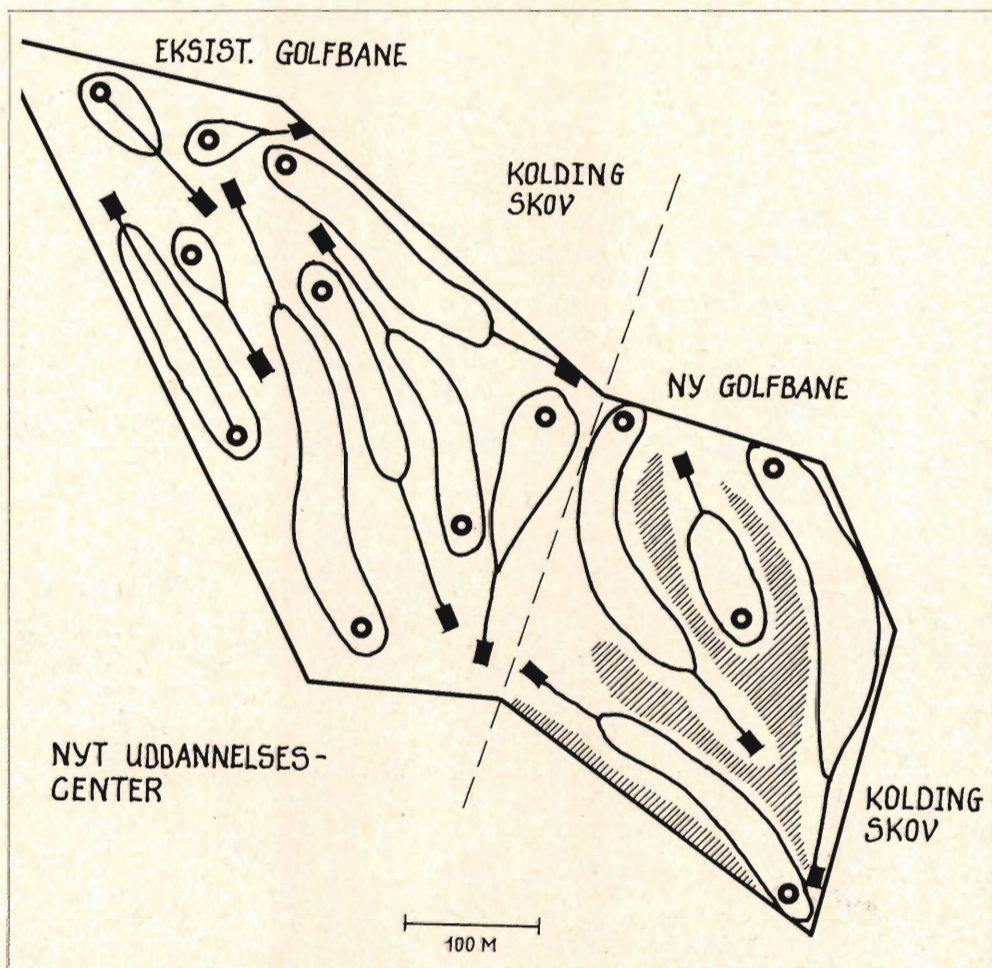 EKSIST. GOLFBANE
KOLDING
SKOV
NY GOLFBANE
NYT UDDANNELSES-
CENTER
KOLDING
SKOV
100 M